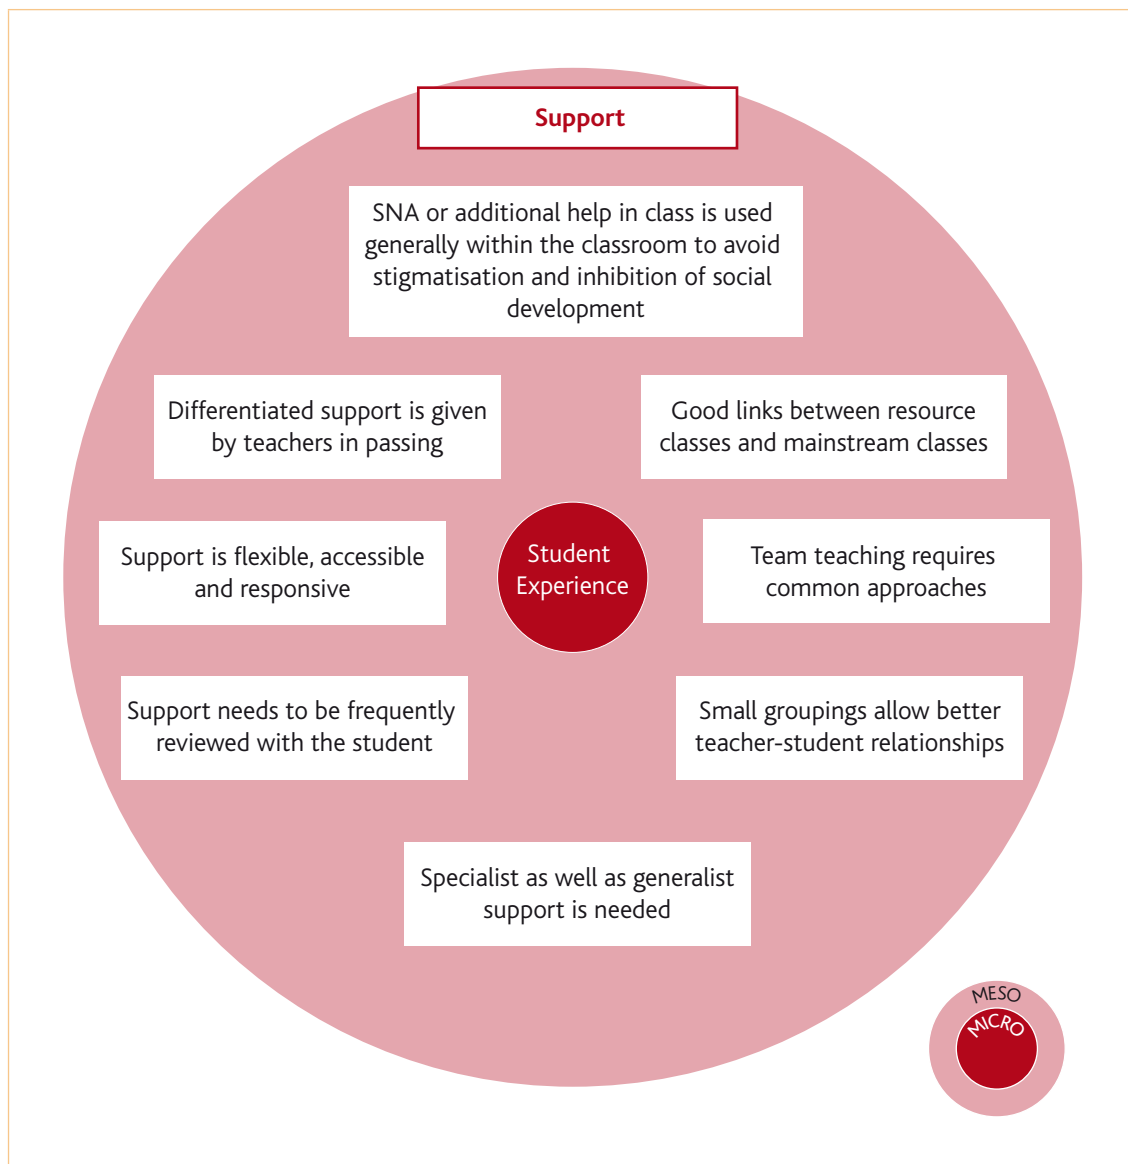 Support
SNA or additional help in class is used
generally within the classroom to avoid
stigmatisation and inhibition of social
development
Differentiated support is given
by teachers in passing
Good links between resource
classes and mainstream classes
Support is flexible, accessible
and responsive
Student
Experience
Team teaching requires
common approaches
Support needs to be frequently
reviewed with the student
Small groupings allow better
teacher-student relationships
Specialist as well as generalist
support is needed
MESO
MICRO